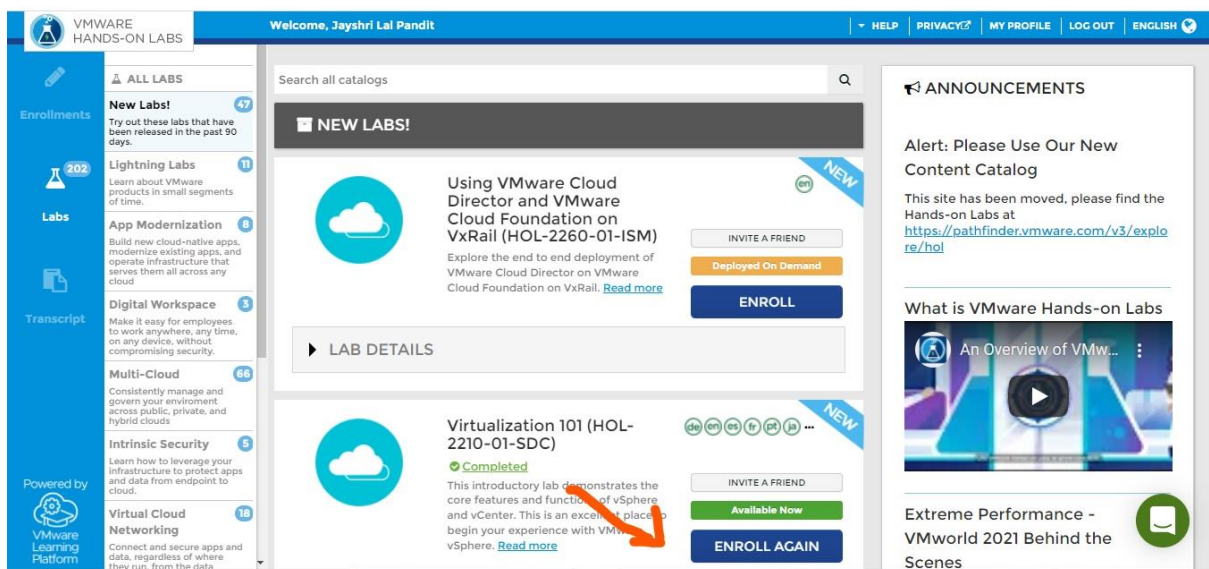 VMWARE
HANDS-ON LABS
Welcome, Jayshri Lal Pandit
HELP
PRIVACY
MY PROFILE
LOG OUT
ENGLISH
Enrollments
202
Labs
Transcript
Powered by
VMware
Learning
Platform
ALL LABS
New Labs!
47
Try out these labs that have
been released in the past 90
days.
Lightning Labs
11
Learn about VMware
products in small segments
of time.
App Modernization
8
Build new cloud-native apps,
modernize existing apps, and
operate infrastructure that
serves them all across any
cloud
Digital Workspace
3
Make it easy for employees
to work anywhere, any time,
on any device, without
compromising security.
Multi-Cloud
66
Consistently manage and
govern your enviroment
across public, private, and
hybrid clouds
Intrinsic Security
5
Learn how to leverage your
infrastructure to protect apps
and data from endpoint to
cloud.
Virtual Cloud
Networking
18
Connect and secure apps and
data, regardless of where
they run, from the data
Search all catalogs
NEW LABS!
Using VMware Cloud
Director and VMware
Cloud Foundation on
VxRail (HOL-2260-01-ISM)
Explore the end to end deployment of
VMware Cloud Director on VMware
Cloud Foundation on VxRail. Read more
NEW
en
INVITE A FRIEND
Deployed On Demand
ENROLL
LAB DETAILS
Virtualization 101 (HOL-
2210-01-SDC)
Completed
This introductory lab demonstrates the
core features and functions of vSphere
and vCenter. This is an excellent place to
begin your experience with
vSphere. Read more
NEW
de en es fr pt ja ...
INVITE A FRIEND
Available Now
ENROLL AGAIN
ANNOUNCEMENTS
Alert: Please Use Our New
Content Catalog
This site has been moved, please find the
Hands-on Labs at
https://pathfinder.vmware.com/v3/explo
re/hol
What is VMware Hands-on Labs
An Overview of VMw...
Extreme Performance -
VMworld 2021 Behind the
Scenes